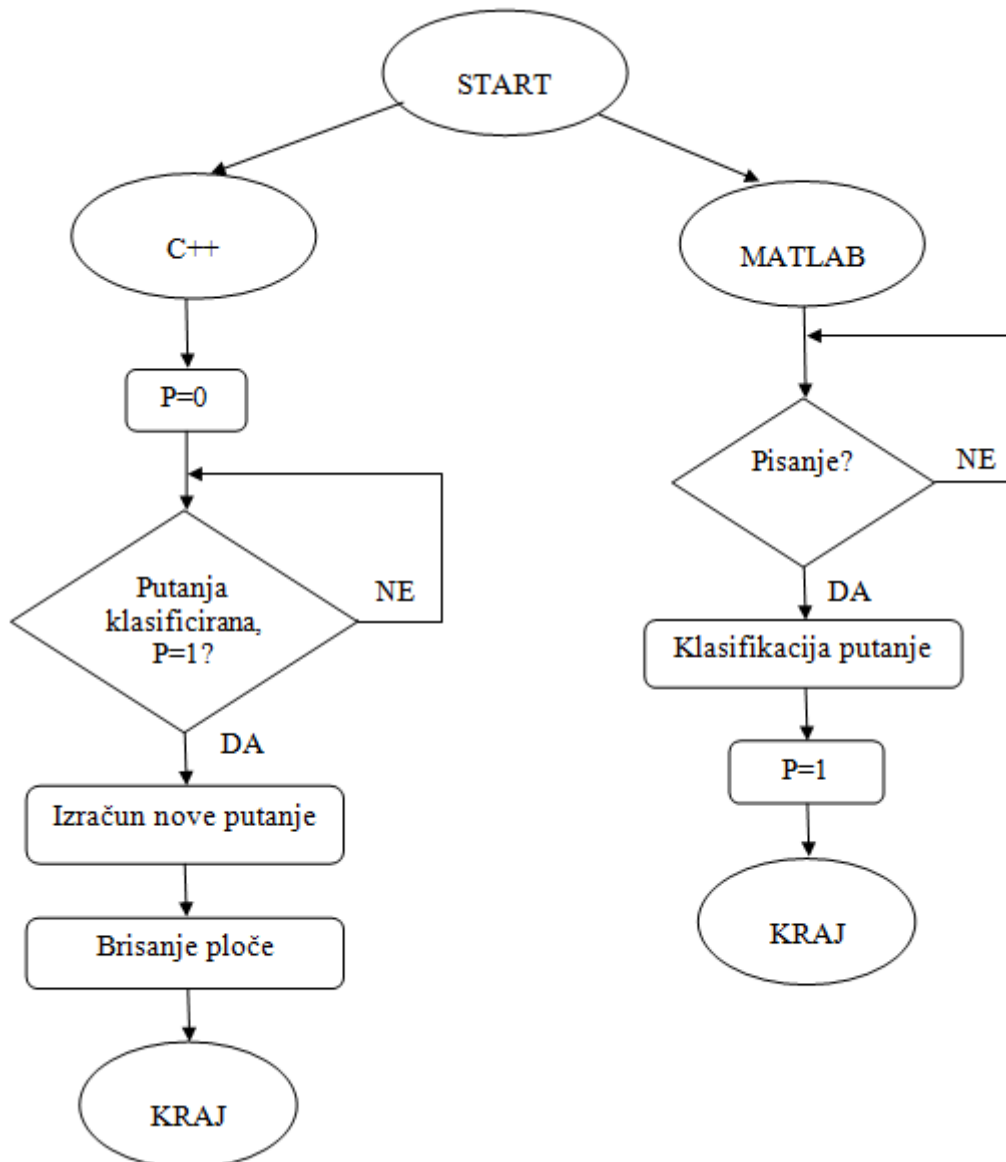 START
C++
P=0
Putanja
klasificirana,
P=1?
NE
DA
Izračun nove putanje
Brisanje ploče
KRAJ
MATLAB
Pisanje?
NE
DA
Klasifikacija putanje
P=1
KRAJ